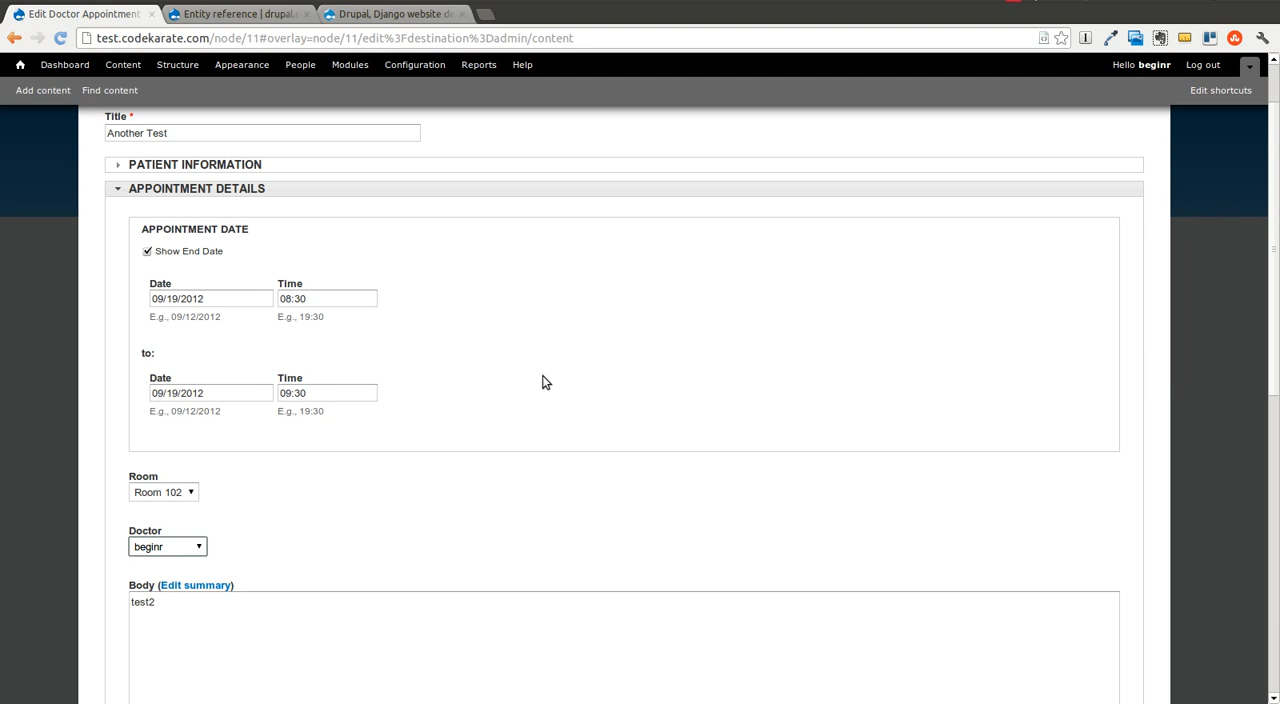 Edit Doctor Appointment
Entity reference | drupal.
Drupal, Django website de
test.codekarate.com/node/11#overlay=node/11/edit%3Fdestination%3Dadmin/content
Dashboard Content Structure Appearance People Modules Configuration Reports Help Hello beginr Log out
Add content Find content Edit shortcuts
Title *
Another Test
PATIENT INFORMATION
APPOINTMENT DETAILS
APPOINTMENT DATE
Show End Date
Date Time
09/19/2012 08:30
E.g., 09/12/2012 E.g., 19:30
to:
Date Time
09/19/2012 09:30
E.g., 09/12/2012 E.g., 19:30
Room
Room 102
Doctor
beginr
Body (Edit summary)
test2